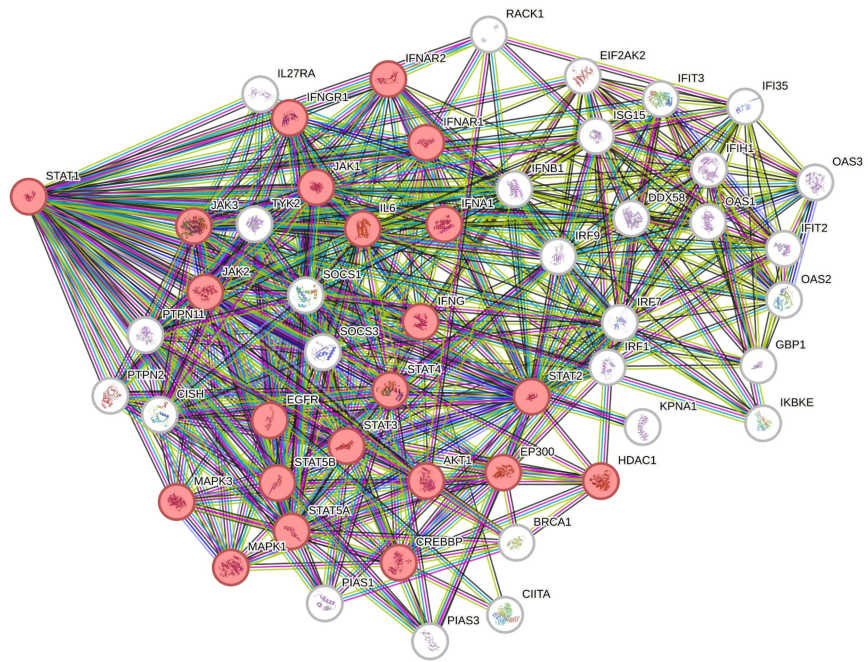 RACK1
IFNAR2
EIF2AK2
IL27RA
IFIT3
IFI35
IFNGR1
ISG15
IFNAR1
IFIH1
OAS3
JAK1
STAT1
IFNB1
JAK3
TYK2
IL6
IFNA1
DDX58
OAS1
IRF9
IFIT2
JAK2
SOCS1
OAS2
IFNG
IRF7
PTPN11
SOCS3
GBP1
IRF1
STAT4
STAT2
PTPN2
CISH
IKBKE
EGFR
KPNA1
STAT3
AKT1
EP300
HDAC1
STAT5B
MAPK3
STAT5A
BRCA1
CREBBP
MAPK1
PIAS1
CIITA
PIAS3